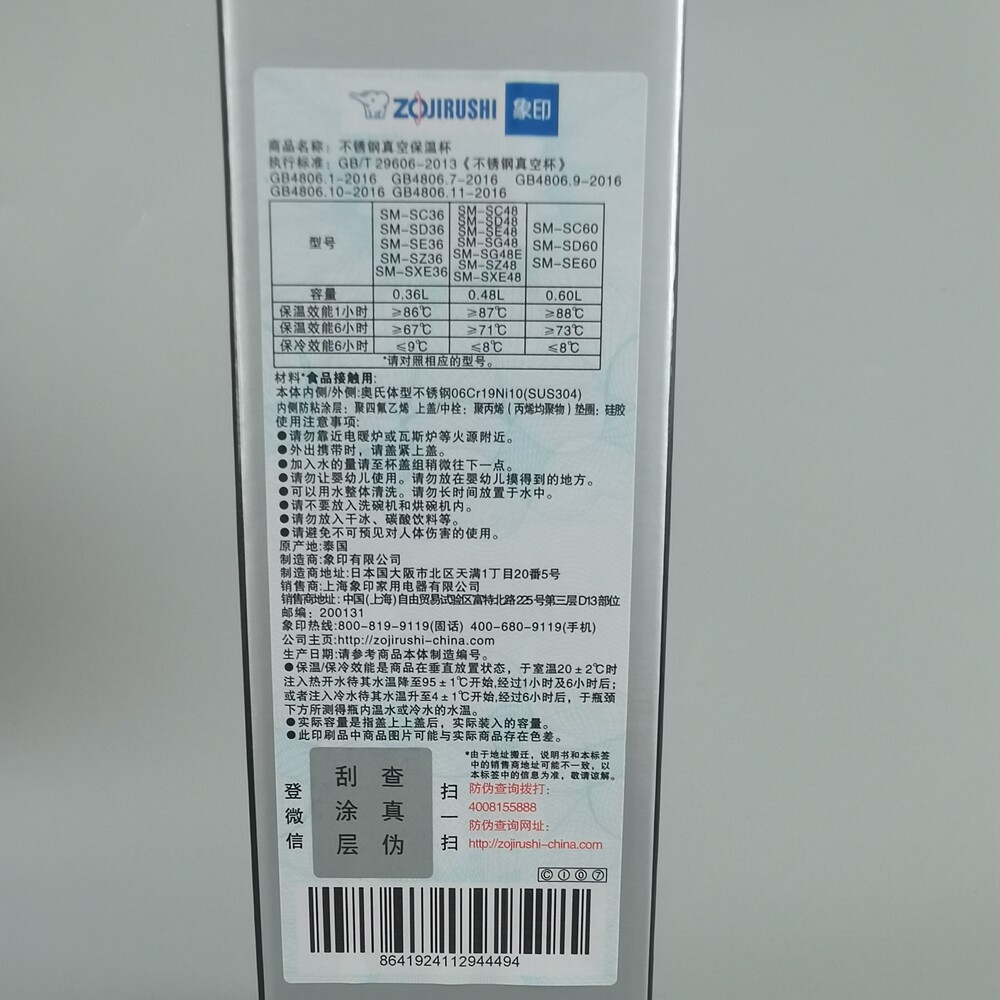 ZOJIRUSHI 象印
商品名称：不锈钢真空保温杯
执行标准：GB/T 29606-2013《不锈钢真空杯》
GB4806.1-2016 GB4806.7-2016 GB4806.9-2016
GB4806.10-2016 GB4806.11-2016
型号
SM-SC36
SM-SD36
SM-SE36
SM-SZ36
SM-SXE36
SM-SC48
SM-SD48
SM-SE48
SM-SG48
SM-SG48E
SM-SZ48
SM-SXE48
SM-SC60
SM-SD60
SM-SE60
容量 0.36L 0.48L 0.60L
保温效能1小时 ≥86℃ ≥87℃ ≥88℃
保温效能6小时 ≥67℃ ≥71℃ ≥73℃
保冷效能6小时 ≤9℃ ≤8℃ ≤8℃
*请对照相应的型号。
材料*食品接触用:
本体内侧/外侧:奥氏体型不锈钢06Cr19Ni10(SUS304)
内侧防粘涂层：聚四氟乙烯 上盖/中栓：聚丙烯（丙烯均聚物）垫圈：硅胶
使用注意事项:
●请勿靠近电暖炉或瓦斯炉等火源附近。
●外出携带时，请盖紧上盖。
●加入水的量请至杯盖组稍微往下一点。
●请勿让婴幼儿使用。请勿放在婴幼儿摸得到的地方。
●可以用水整体清洗。请勿长时间放置于水中。
●请不要放入洗碗机和烘碗机内。
●请勿放入干冰、碳酸饮料等。
●请避免不可预见对人体伤害的使用。
原产地:泰国
制造商:象印有限公司
制造商地址:日本国大阪市北区天满1丁目20番5号
销售商:上海象印家用电器有限公司
销售商地址：中国(上海)自由贸易试验区富特北路225号第三层D13部位
邮编：200131
象印热线:800-819-9119(固话) 400-680-9119(手机)
公司主页:http://zojirushi-china.com
生产日期:请参考商品本体制造编号。
●保温/保冷效能是商品在垂直放置状态，于室温20±2℃时
注入热开水待其水温降至95±1℃开始,经过1小时及6小时后；
或者注入冷水待其水温升至4±1℃开始,经过6小时后，于瓶颈
下方所测得瓶内温水或冷水的水温。
●实际容量是指盖上上盖后，实际装入的容量。
●此印刷品中商品图片可能与实际商品存在色差。
*由于地址搬迁，说明书和本标签
中的销售商地址可能不一致，以
本标签中的信息为准，敬请谅解。
登微信
刮涂层
查真伪
扫一扫
防伪查询拨打:
4008155888
防伪查询网址:
http://zojirushi-china.com
Ⓒ①⓪⑦
8641924112944494